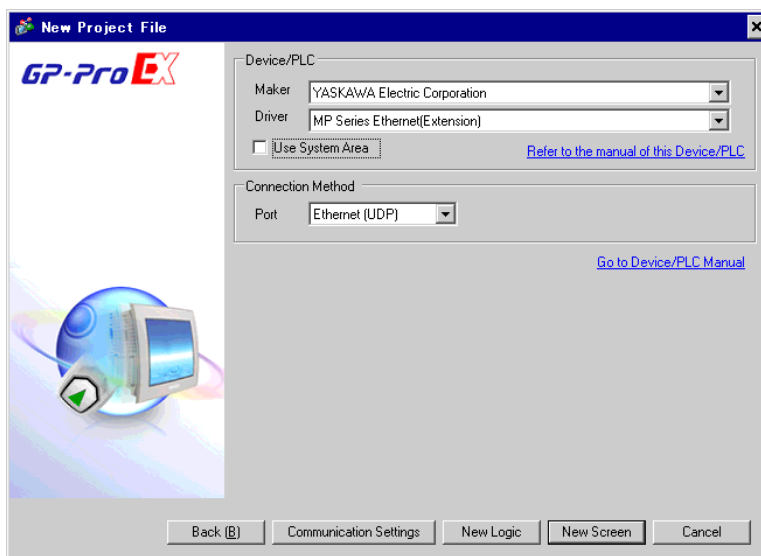 New Project File
GP-Pro EX
Device/PLC
Maker YASKAWA Electric Corporation
Driver MP Series Ethernet(Extension)
Use System Area Refer to the manual of this Device/PLC
Connection Method
Port Ethernet (UDP)
Go to Device/PLC Manual
Back (B) Communication Settings New Logic New Screen Cancel